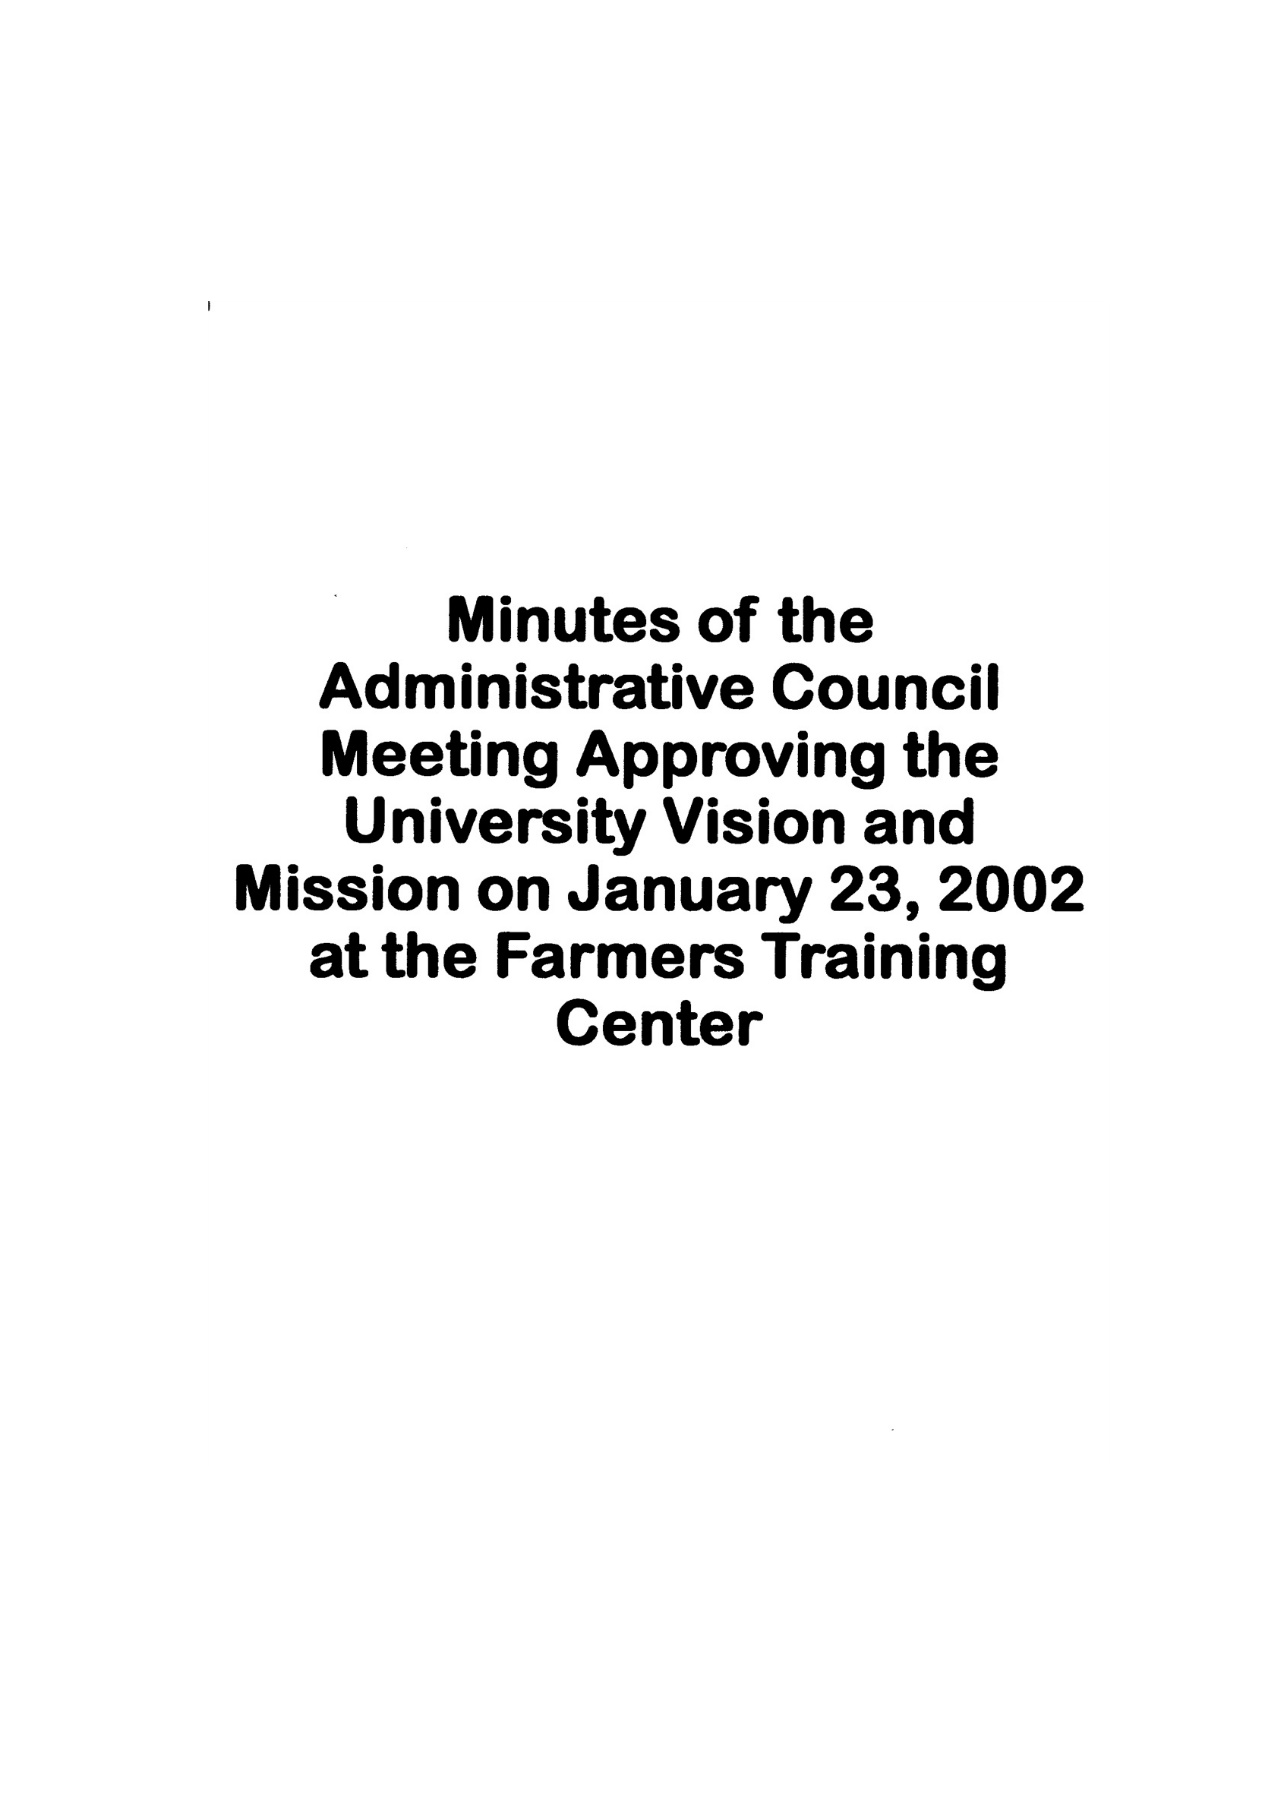 Minutes of the
Administrative Council
Meeting Approving the
University Vision and
Mission on January 23, 2002
at the Farmers Training
Center